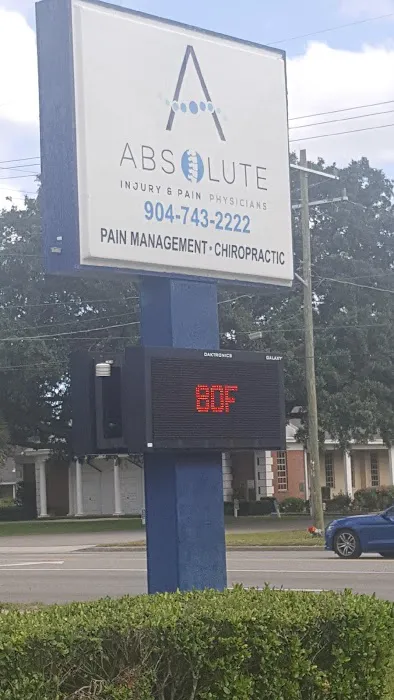 A
ABSOLUTE
INJURY & PAIN PHYSICIANS
904-743-2222
PAIN MANAGEMENT · CHIROPRACTIC
DAKTRONICS GALAXY
80F